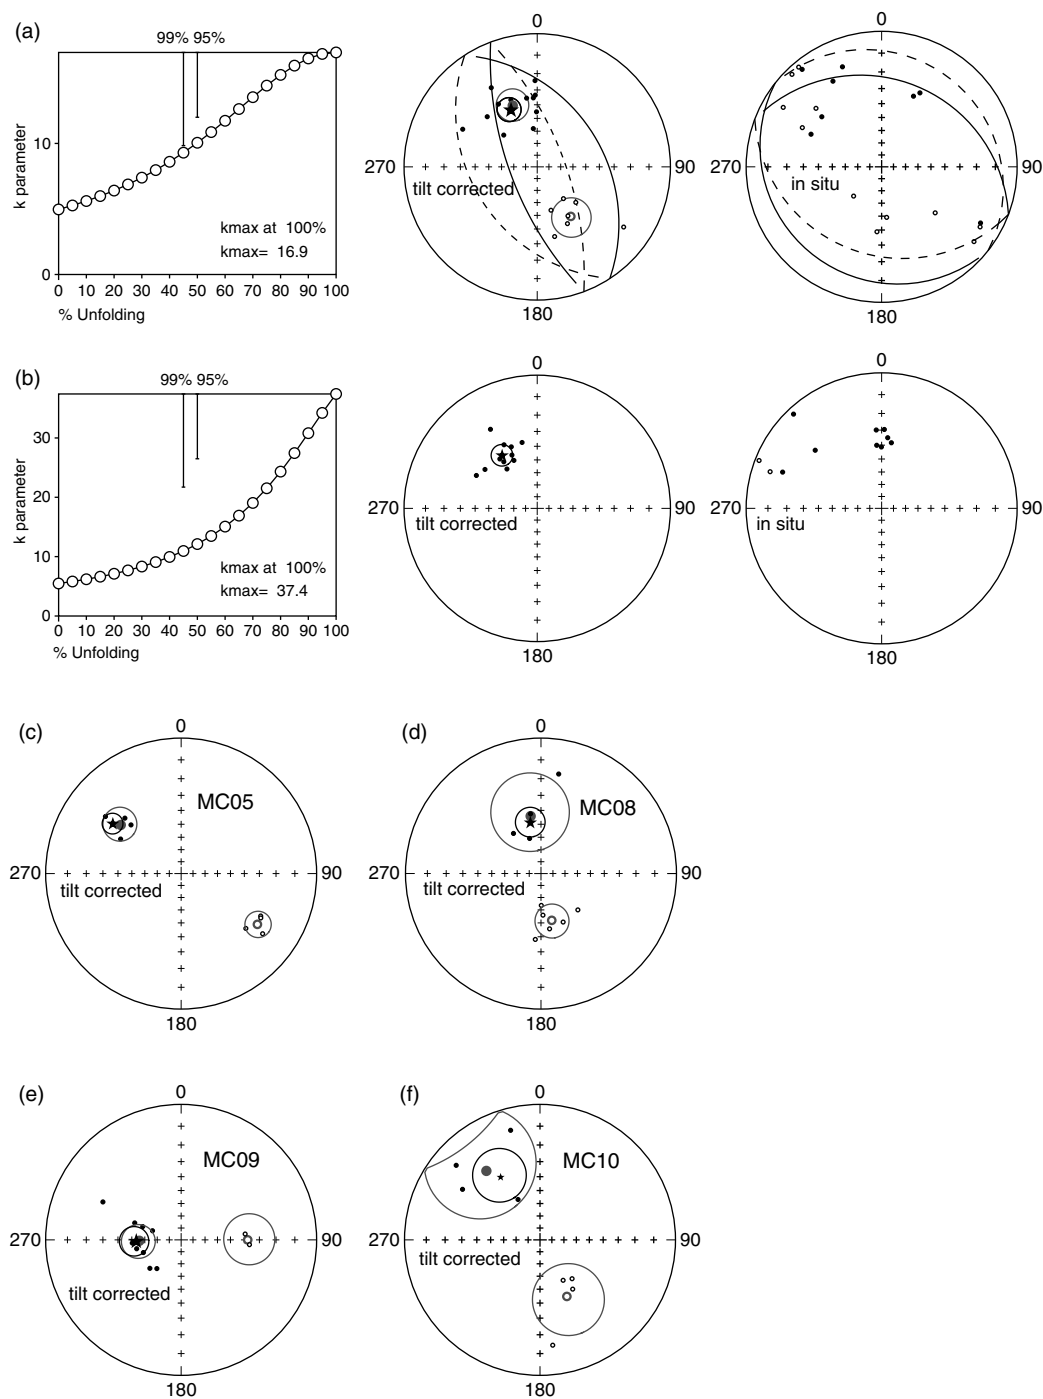 (a)
99% 95%
k parameter
10
0
kmax at 100%
kmax= 16.9
0 10 20 30 40 50 60 70 80 90 100
% Unfolding
0
270
90
tilt corrected
180
0
270
90
in situ
180
(b)
99% 95%
k parameter
30
20
10
0
kmax at 100%
kmax= 37.4
0 10 20 30 40 50 60 70 80 90 100
% Unfolding
0
270
90
tilt corrected
180
0
270
90
in situ
180
(c)
0
MC05
270
90
tilt corrected
180
(d)
0
MC08
270
90
tilt corrected
180
(e)
0
MC09
270
90
tilt corrected
180
(f)
0
MC10
270
90
tilt corrected
180